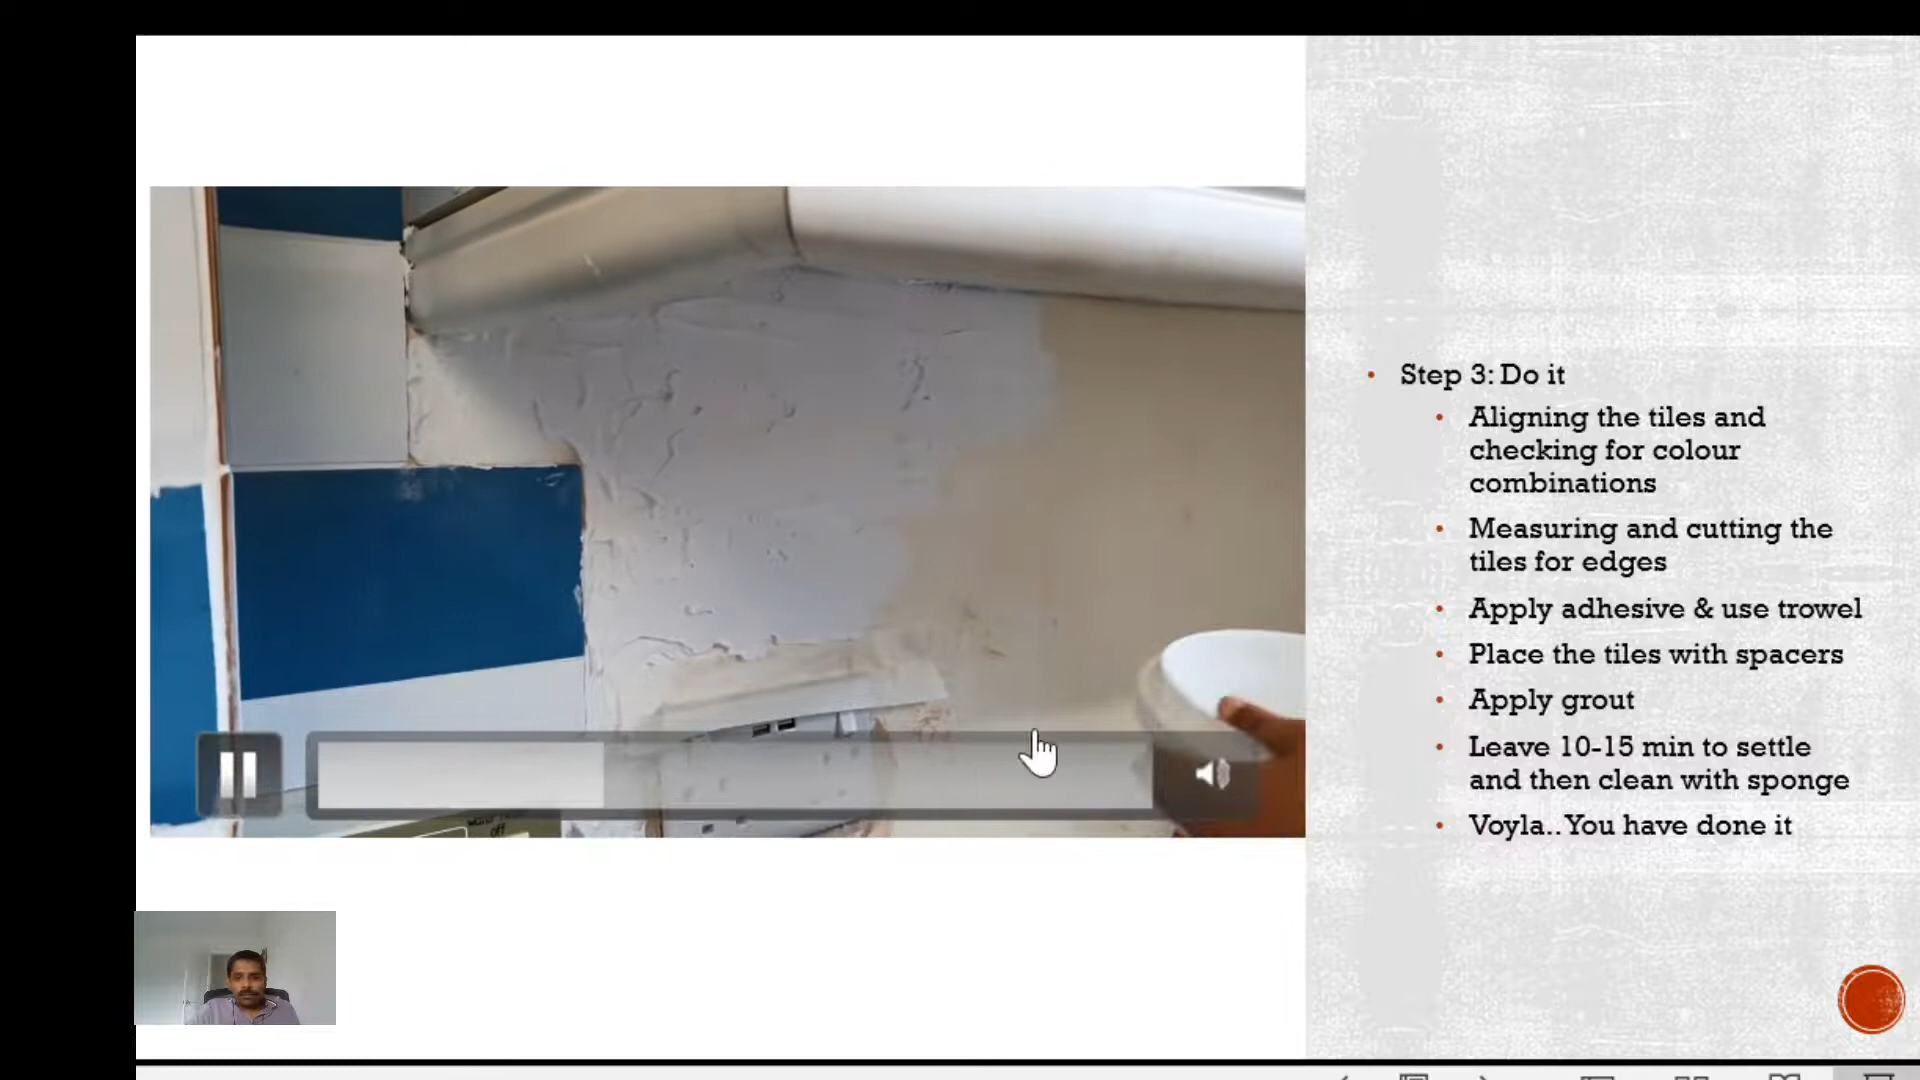 Step 3: Do it
Aligning the tiles and
checking for colour
combinations
Measuring and cutting the
tiles for edges
Apply adhesive & use trowel
Place the tiles with spacers
Apply grout
Leave 10-15 min to settle
and then clean with sponge
Voyla.. You have done it
off